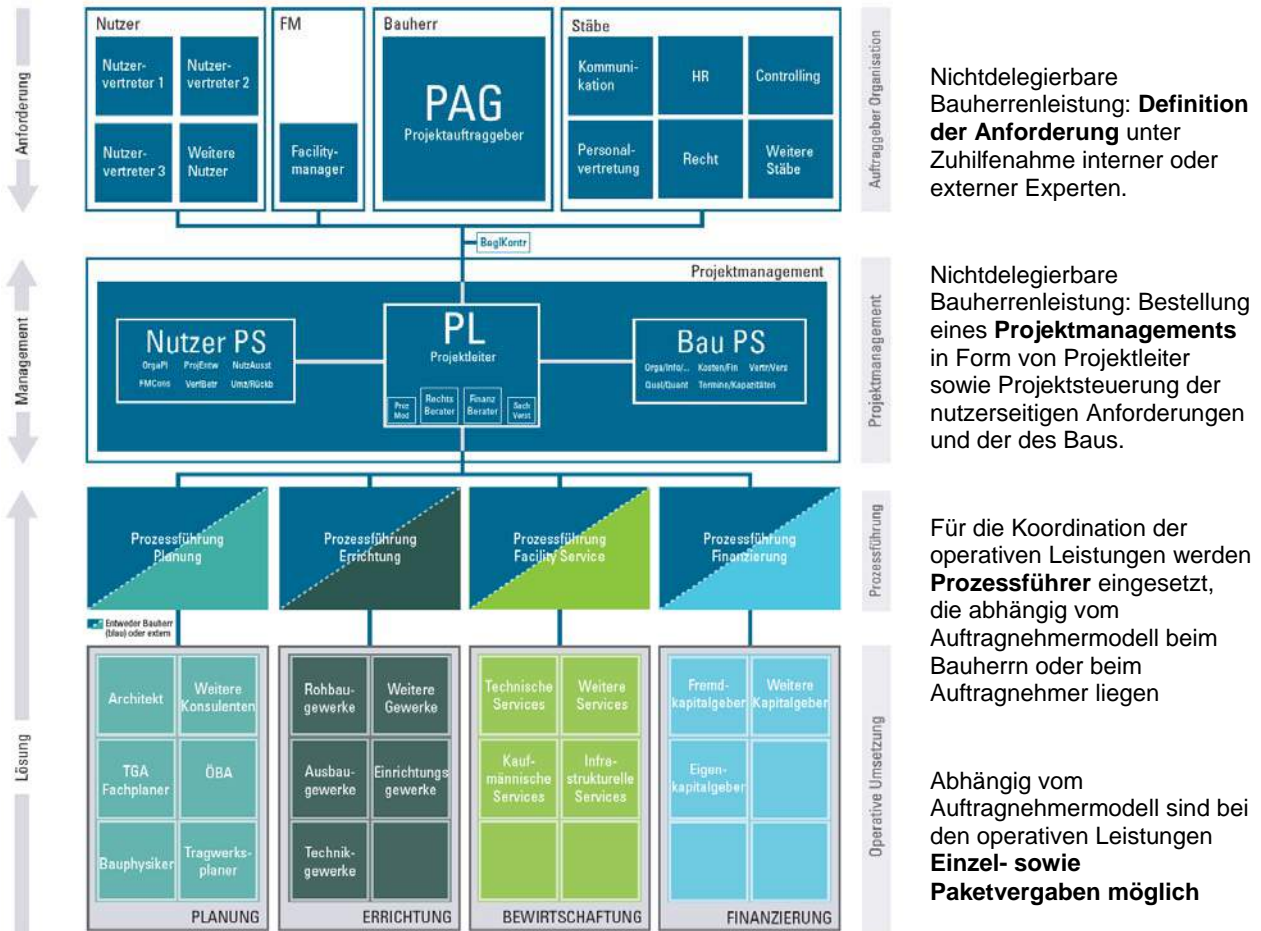 Anforderung
Nutzer
Nutzer-
vertreter 1
Nutzer-
vertreter 2
Nutzer-
vertreter 3
Weitere
Nutzer
FM
Facility-
manager
Bauherr
PAG
Projektauftraggeber
Stäbe
Kommuni-
kation
HR
Controlling
Personal-
vertretung
Recht
Weitere
Stäbe
Auftraggeber Organisation
Nichtdelegierbare
Bauherrenleistung: Definition
der Anforderung unter
Zuhilfenahme interner oder
externer Experten.
BeglKontr
Management
Projektmanagement
Nutzer PS
OrgaPl ProjEntw NutzAusst
FMCons VerfBetr Umz/Rückb
PL
Projektleiter
Proz
Mod
Rechts
Berater
Finanz
Berater
Sach
Verst
Bau PS
Orga/Info/... Kosten/Fin Vertr/Vers
Qual/Quant Termine/Kapazitäten
Projektmanagement
Nichtdelegierbare
Bauherrenleistung: Bestellung
eines Projektmanagements
in Form von Projektleiter
sowie Projektsteuerung der
nutzerseitigen Anforderungen
und der des Baus.
Lösung
Prozessführung
Planung
Prozessführung
Errichtung
Prozessführung
Facility Service
Prozessführung
Finanzierung
Prozessführung
Entweder Bauherr
(blau) oder extern
Für die Koordination der
operativen Leistungen werden
Prozessführer eingesetzt,
die abhängig vom
Auftragnehmermodell beim
Bauherrn oder beim
Auftragnehmer liegen
Architekt
Weitere
Konsulenten
TGA
Fachplaner
ÖBA
Bauphysiker
Tragwerks-
planer
PLANUNG
Rohbau-
gewerke
Weitere
Gewerke
Ausbau-
gewerke
Einrichtungs
gewerke
Technik-
gewerke
ERRICHTUNG
Technische
Services
Weitere
Services
Kauf-
männische
Services
Infra-
strukturelle
Services
BEWIRTSCHAFTUNG
Fremd-
kapitalgeber
Weitere
Kapitalgeber
Eigen-
kapitalgeber
FINANZIERUNG
Operative Umsetzung
Abhängig vom
Auftragnehmermodell sind bei
den operativen Leistungen
Einzel- sowie
Paketvergaben möglich